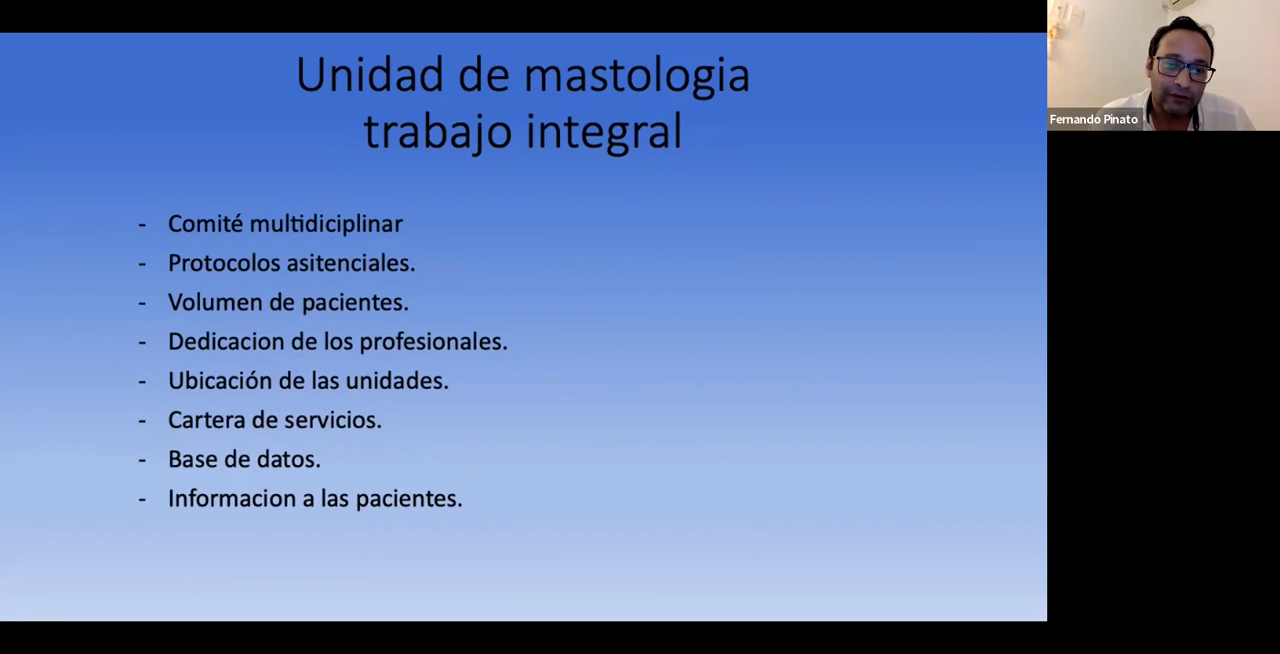 Unidad de mastologia
trabajo integral
- Comité multidiciplinar
- Protocolos asitenciales.
- Volumen de pacientes.
- Dedicacion de los profesionales.
- Ubicación de las unidades.
- Cartera de servicios.
- Base de datos.
- Informacion a las pacientes.
Fernando Pinato